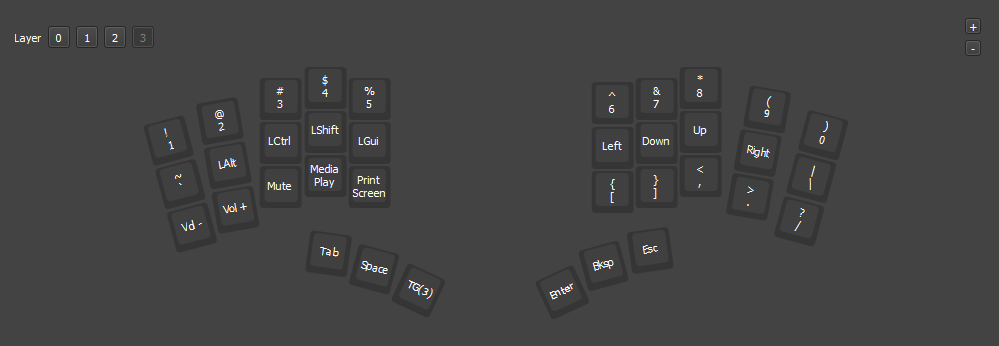 Layer 0 1 2 3
+
-
! 1
@ 2
# 3
$ 4
% 5
^ 6
& 7
* 8
( 9
) 0
~ `
LAlt
LCtrl
LShift
LGui
Left
Down
Up
Right
| |
Vd -
Vol +
Mute
Media
Play
Print
Screen
{ [
} ]
< ,
> .
? /
Tab
Space
TG(3)
Enter
Bksp
Esc